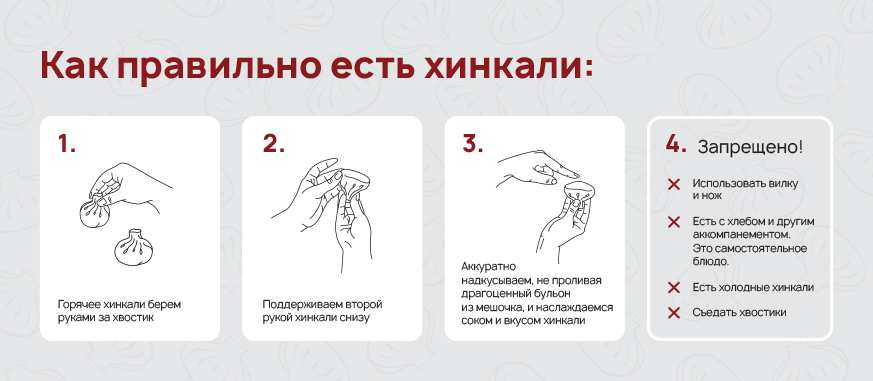 Как правильно есть хинкали:
1.
Горячее хинкали берем
руками за хвостик
2.
Поддерживаем второй
рукой хинкали снизу
3.
Аккуратно
надкусываем, не проливая
драгоценный бульон
из мешочка, и наслаждаемся
соком и вкусом хинкали
4. Запрещено!
Использовать вилку
и нож
Есть с хлебом и другим
аккомпанементом.
Это самостоятельное
блюдо.
Есть холодные хинкали
Съедать хвостики